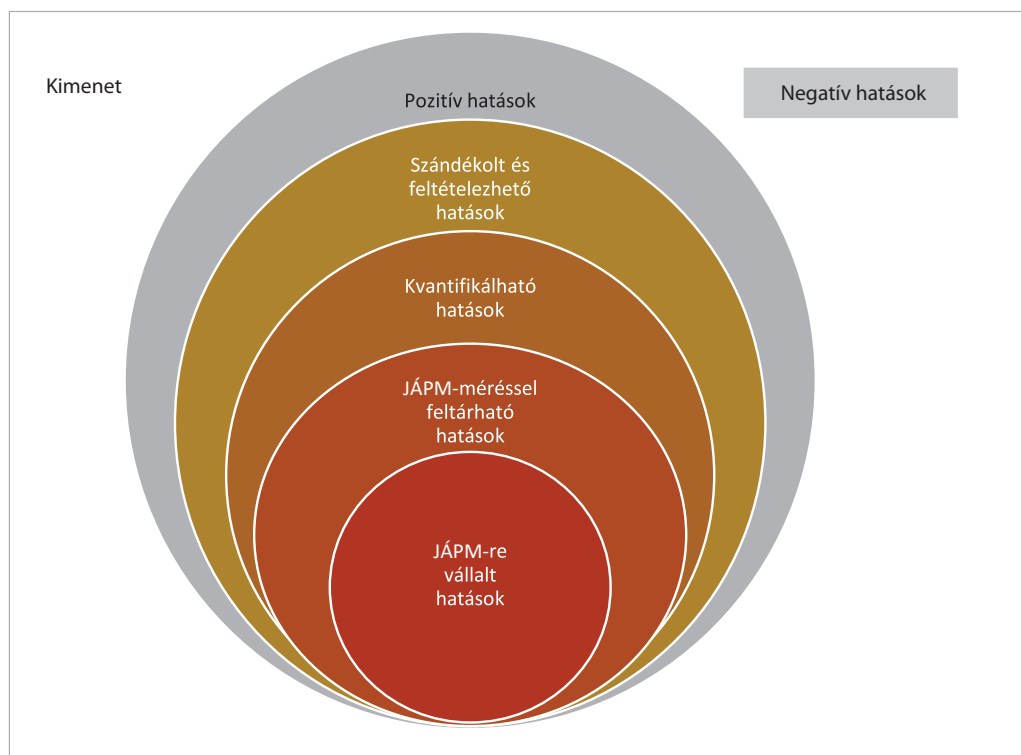 Kimenet
Negatív hatások
Pozitív hatások
Szándékolt és
feltételezhető
hatások
Kvantifikálható
hatások
JÁPM-méréssel
feltárható
hatások
JÁPM-re
vállalt
hatások